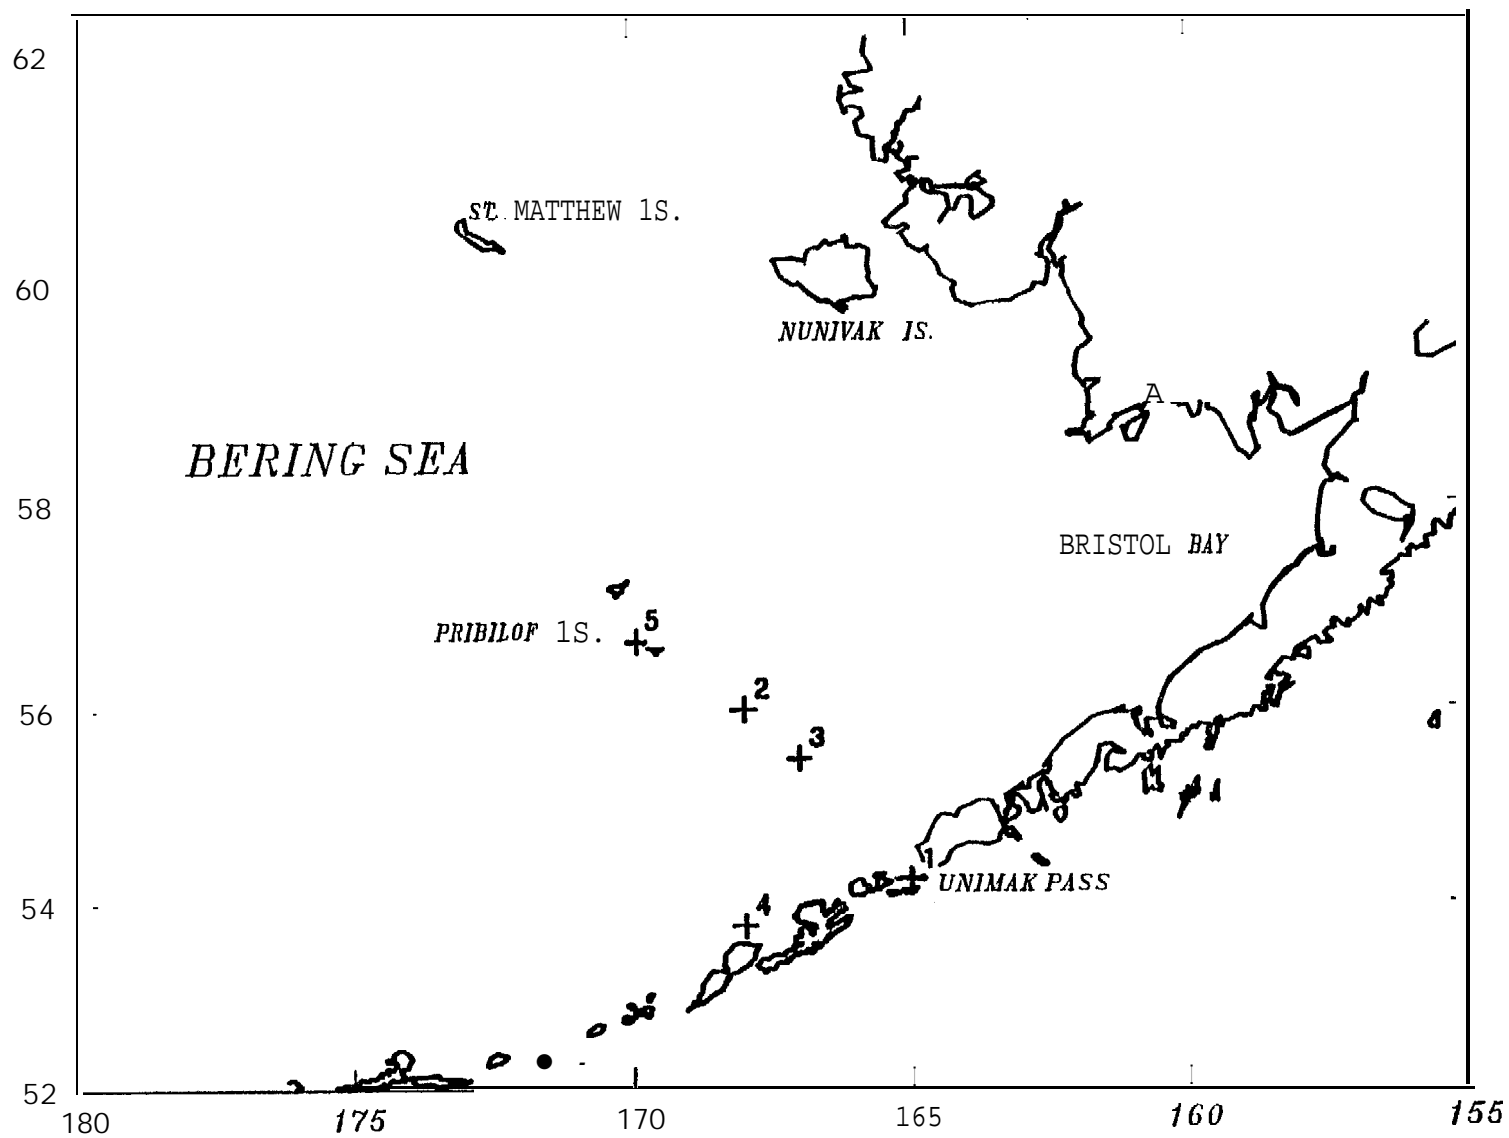 62
ST. MATTHEW 1S.
60
NUNIVAK IS.
A
BERING SEA
58
BRISTOL BAY
5
PRIBILOF 1S.
2
56
3
1
UNIMAK PASS
54
4
52
180 175 170 165 160 155